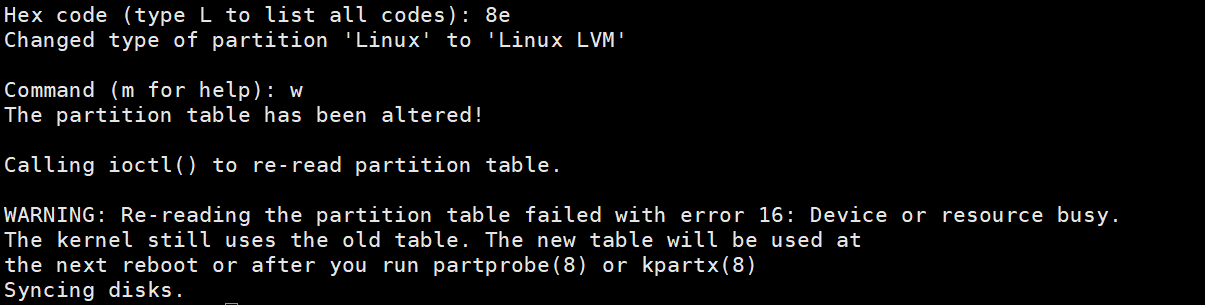 Hex code (type L to list all codes): 8e
Changed type of partition 'Linux' to 'Linux LVM'
Command (m for help): w
The partition table has been altered!
Calling ioctl() to re-read partition table.
WARNING: Re-reading the partition table failed with error 16: Device or resource busy.
The kernel still uses the old table. The new table will be used at
the next reboot or after you run partprobe(8) or kpartx(8)
Syncing disks.